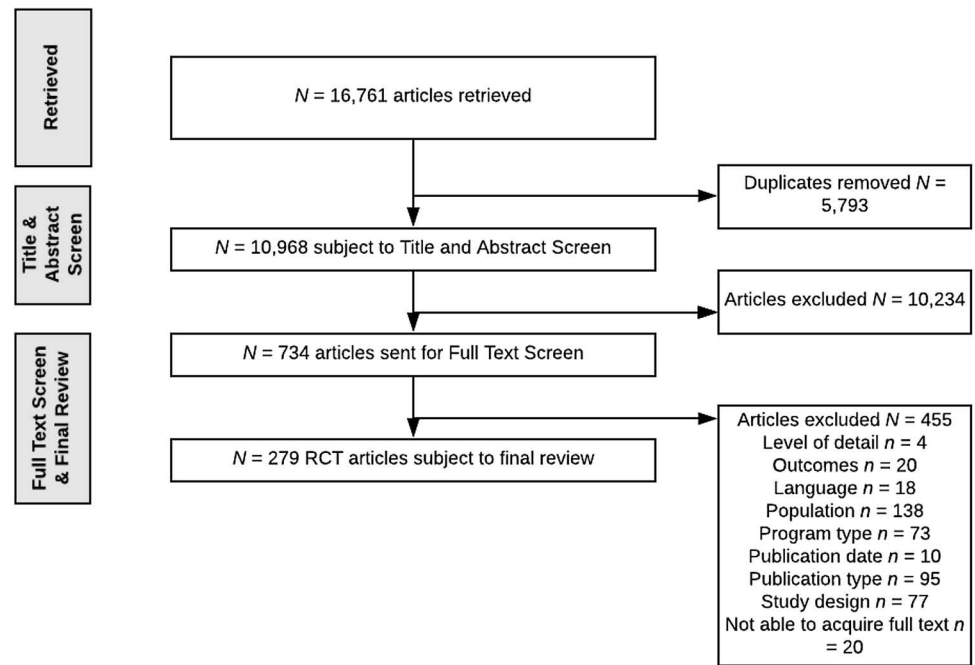 Retrieved
N = 16,761 articles retrieved
Duplicates removed N =
5,793
Title &
Abstract
Screen
N = 10,968 subject to Title and Abstract Screen
Articles excluded N = 10,234
Full Text Screen
& Final Review
N = 734 articles sent for Full Text Screen
Articles excluded N = 455
Level of detail n = 4
Outcomes n = 20
Language n = 18
Population n = 138
Program type n = 73
Publication date n = 10
Publication type n = 95
Study design n = 77
Not able to acquire full text n
= 20
N = 279 RCT articles subject to final review